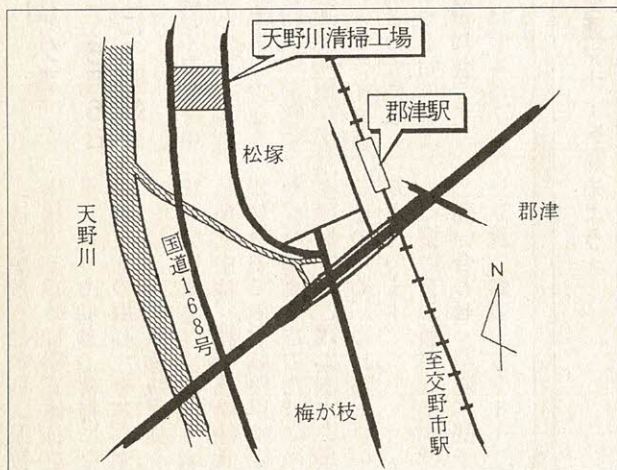 天野川清掃工場
郡津駅
松塚
郡津
天野川
国道168号
N
梅が枝
至交野市駅